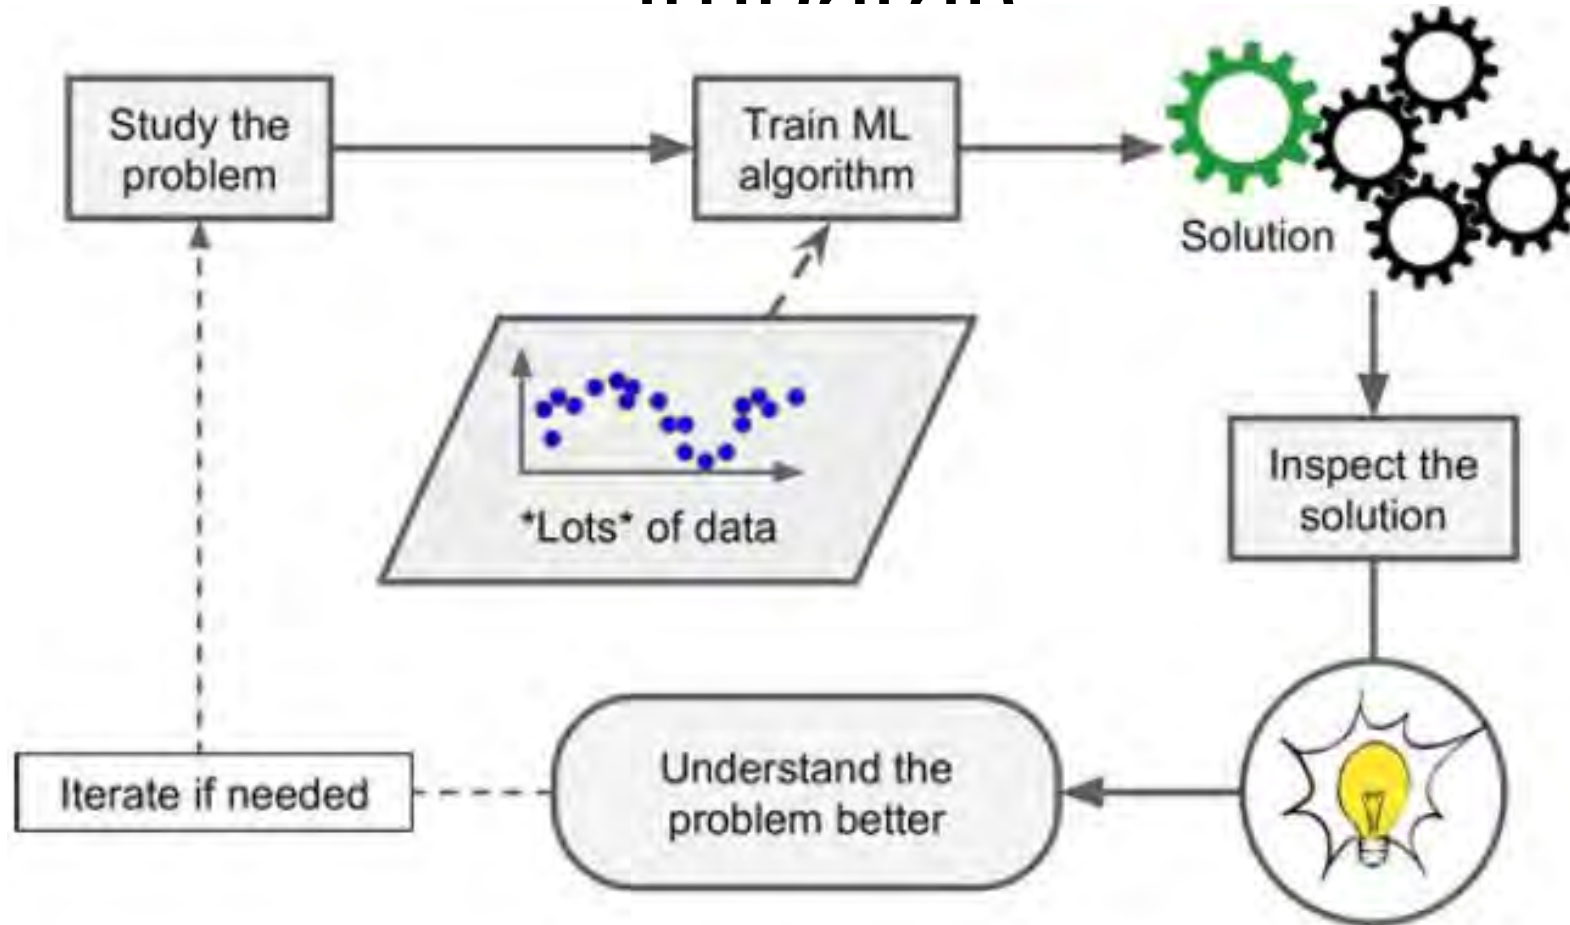 Study the
problem
Train ML
algorithm
Solution
*Lots* of data
Inspect the
solution
Understand the
problem better
Iterate if needed